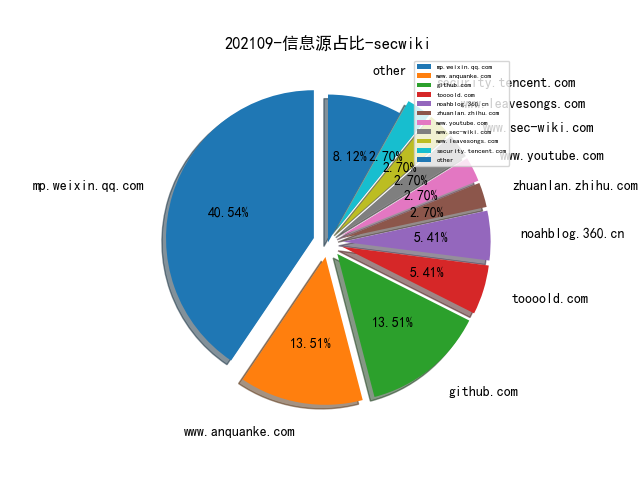 202109-信息源占比-secwiki
other
mp.weixin.qq.com
www.anquanke.com
github.com
toooold.com
noahblog.360.cn
zhuanlan.zhihu.com
www.youtube.com
www.sec-wiki.com
www.leavesongs.com
security.tencent.com
other
security.tencent.com
www.leavesongs.com
www.sec-wiki.com
www.youtube.com
zhuanlan.zhihu.com
noahblog.360.cn
toooold.com
github.com
www.anquanke.com
mp.weixin.qq.com
8.12%
2.70%
2.70%
2.70%
2.70%
2.70%
5.41%
5.41%
13.51%
13.51%
40.54%